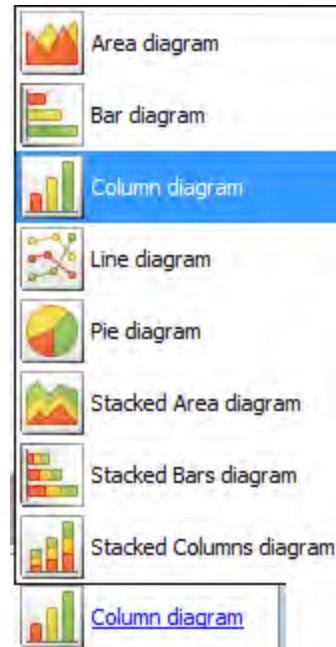 Area diagram
Bar diagram
Column diagram
Line diagram
Pie diagram
Stacked Area diagram
Stacked Bars diagram
Stacked Columns diagram
Column diagram